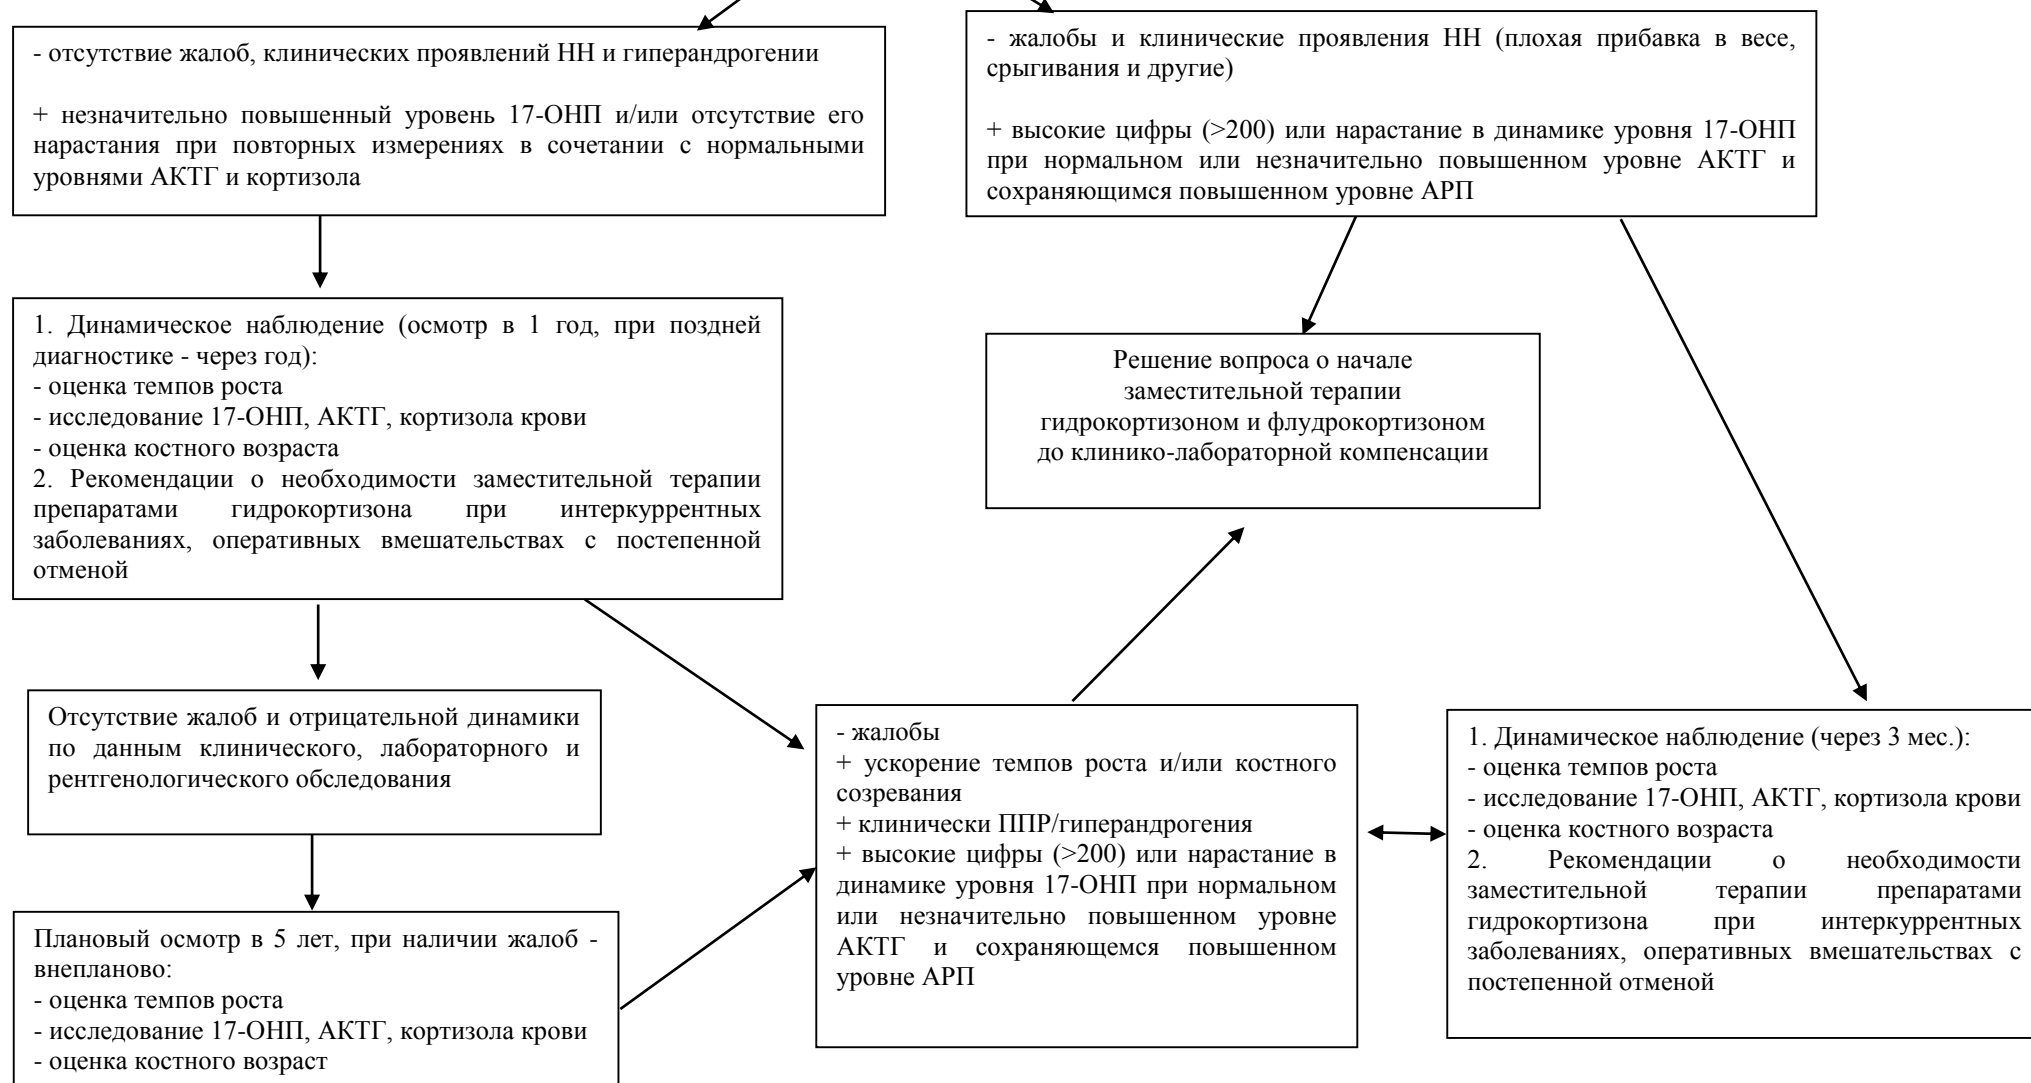 - отсутствие жалоб, клинических проявлений НН и гиперандрогении
+ незначительно повышенный уровень 17-ОНП и/или отсутствие его
нарастания при повторных измерениях в сочетании с нормальными
уровнями АКТГ и кортизола
- жалобы и клинические проявления НН (плохая прибавка в весе,
срыгивания и другие)
+ высокие цифры (>200) или нарастание в динамике уровня 17-ОНП
при нормальном или незначительно повышенном уровне АКТГ и
сохраняющимся повышенном уровне АРП
1. Динамическое наблюдение (осмотр в 1 год, при поздней
диагностике - через год):
- оценка темпов роста
- исследование 17-ОНП, АКТГ, кортизола крови
- оценка костного возраста
2. Рекомендации о необходимости заместительной терапии
препаратами гидрокортизона при интеркуррентных
заболеваниях, оперативных вмешательствах с постепенной
отменой
Решение вопроса о начале
заместительной терапии
гидрокортизоном и флудрокортизоном
до клинико-лабораторной компенсации
Отсутствие жалоб и отрицательной динамики
по данным клинического, лабораторного и
рентгенологического обследования
- жалобы
+ ускорение темпов роста и/или костного
созревания
+ клинически ППР/гиперандрогения
+ высокие цифры (>200) или нарастание в
динамике уровня 17-ОНП при нормальном
или незначительно повышенном уровне
АКТГ и сохраняющемся повышенном
уровне АРП
1. Динамическое наблюдение (через 3 мес.):
- оценка темпов роста
- исследование 17-ОНП, АКТГ, кортизола крови
- оценка костного возраста
2. Рекомендации о необходимости
заместительной терапии препаратами
гидрокортизона при интеркуррентных
заболеваниях, оперативных вмешательствах с
постепенной отменой
Плановый осмотр в 5 лет, при наличии жалоб -
внепланово:
- оценка темпов роста
- исследование 17-ОНП, АКТГ, кортизола крови
- оценка костного возраст